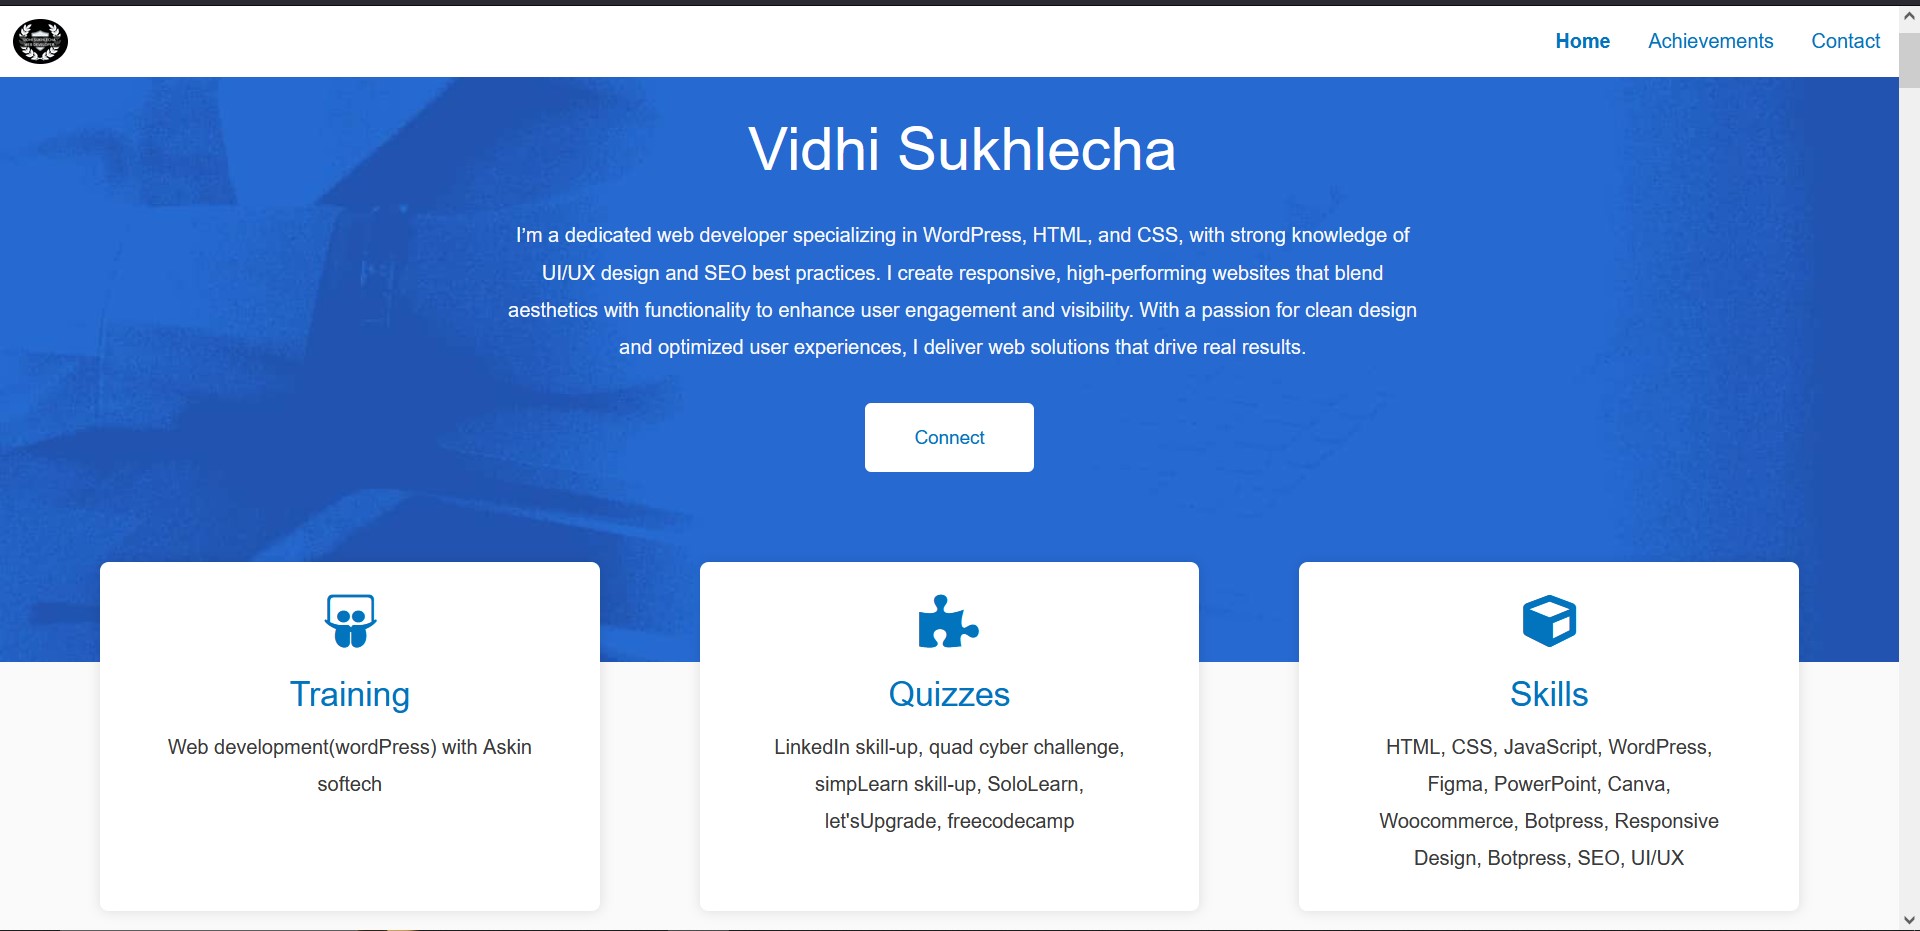 Home Achievements Contact
Vidhi Sukhlecha
I’m a dedicated web developer specializing in WordPress, HTML, and CSS, with strong knowledge of
UI/UX design and SEO best practices. I create responsive, high-performing websites that blend
aesthetics with functionality to enhance user engagement and visibility. With a passion for clean design
and optimized user experiences, I deliver web solutions that drive real results.
Connect
Training
Web development(wordPress) with Askin
softech
Quizzes
LinkedIn skill-up, quad cyber challenge,
simpLearn skill-up, SoloLearn,
let'sUpgrade, freecodecamp
Skills
HTML, CSS, JavaScript, WordPress,
Figma, PowerPoint, Canva,
Woocommerce, Botpress, Responsive
Design, Botpress, SEO, UI/UX